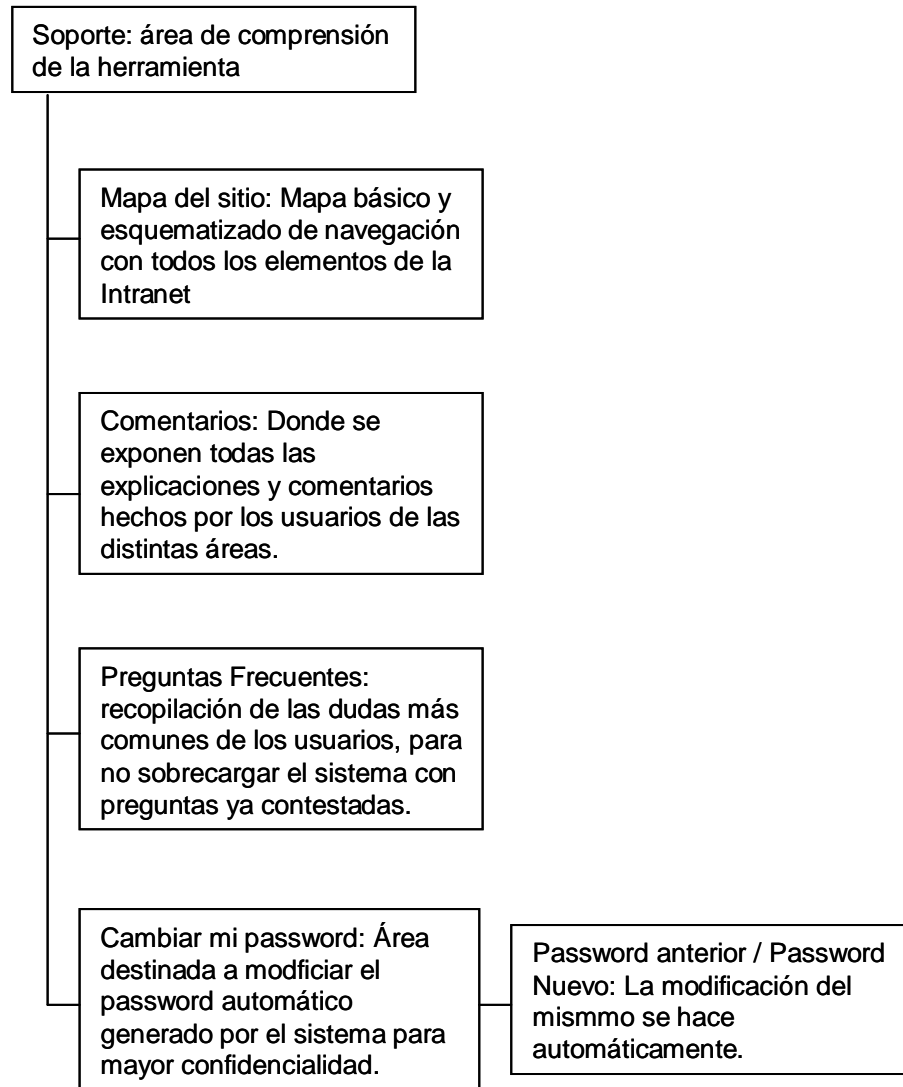 Soporte: área de comprensión
de la herramienta
Mapa del sitio: Mapa básico y
esquematizado de navegación
con todos los elementos de la
Intranet
Comentarios: Donde se
exponen todas las
explicaciones y comentarios
hechos por los usuarios de las
distintas áreas.
Preguntas Frecuentes:
recopilación de las dudas más
comunes de los usuarios, para
no sobrecargar el sistema con
preguntas ya contestadas.
Cambiar mi password: Área
destinada a modficiar el
password automático
generado por el sistema para
mayor confidencialidad.
Password anterior / Password
Nuevo: La modificación del
mismmo se hace
automáticamente.